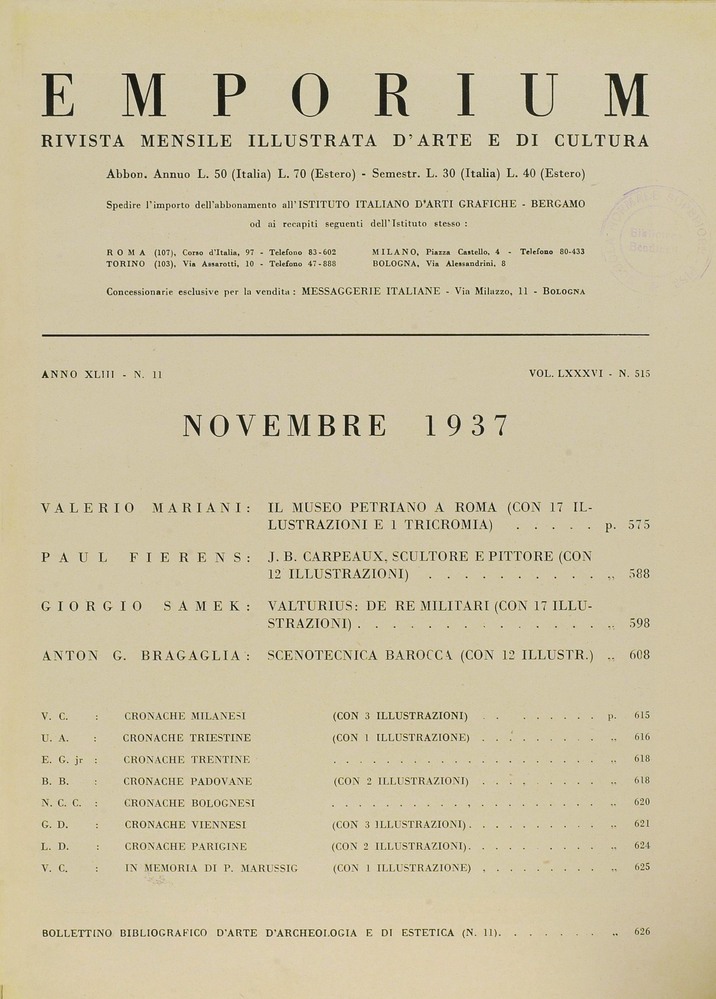 EMPORIUM
RIVISTA MENSILE ILLUSTRATA D'ARTE E DI CULTURA
Abbon. Annuo L. 50 (Italia) L. 70 (Estero) - Semestr. L. 30 (Italia) L. 40 (Estero)
Spedire l'importo dell'abbonamento all'ISTITUTO ITALIANO D'ARTI GRAFICHE - BERGAMO
od ai recapiti seguenti dell'Istituto stesso :
ROMA (107), Corso d'Italia, 97 - Telefono 83-602 MILANO, Piazza Castello, 4 - Telefono 80-433
TORINO (103), Via Assarotti, 10 - Telefono 47-888 BOLOGNA, Via Alessandrini, 8
Concessionarie esclusive per la vendita : MESSAGGERIE ITALIANE - Via Milazzo, 11 - BOLOGNA
ANNO XLIII - N. 11 VOL. LXXXVI - N. 515
NOVEMBRE 1937
VALERIO MARIANI: IL MUSEO PETRIANO A ROMA (CON 17 IL-
LUSTRAZIONI E 1 TRICROMIA) . . . . . p. 575
PAUL FIERENS: J. B. CARPEAUX, SCULTORE E PITTORE (CON
12 ILLUSTRAZIONI) . . . . . . . . . . ,, 588
GIORGIO SAMEK: VALTURIUS: DE RE MILITARI (CON 17 ILLU-
STRAZIONI) . . . . . . . . . . . . . ,, 598
ANTON G. BRAGAGLIA: SCENOTECNICA BAROCCA (CON 12 ILLUSTR.) ,, 608
V. C. : CRONACHE MILANESI (CON 3 ILLUSTRAZIONI) . . . . . . . . p. 615
U. A. : CRONACHE TRIESTINE (CON 1 ILLUSTRAZIONE) . . . . . . . . . ,, 616
E. G. jr : CRONACHE TRENTINE . . . . . . . . . . . . . . . . . . . . ,, 618
B. B. : CRONACHE PADOVANE (CON 2 ILLUSTRAZIONI) . . . . . . . . . ,, 618
N. C. C. : CRONACHE BOLOGNESI . . . . . . . . . . . . . . . . . . . . ,, 620
G. D. : CRONACHE VIENNESI (CON 3 ILLUSTRAZIONI) . . . . . . . . . . ,, 621
L. D. : CRONACHE PARIGINE (CON 2 ILLUSTRAZIONI) . . . . . . . . . . ,, 624
V. C. : IN MEMORIA DI P. MARUSSIG (CON 1 ILLUSTRAZIONE) . . . . . . . . . ,, 625
BOLLETTINO BIBLIOGRAFICO D'ARTE D'ARCHEOLOGIA E DI ESTETICA (N. 11). . . . . . . ,, 626